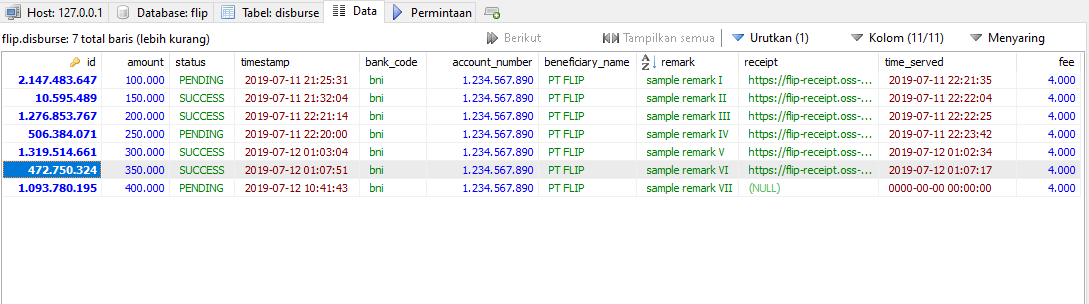 Host: 127.0.0.1 Database: flip Tabel: disburse Data Permintaan
flip.disburse: 7 total baris (lebih kurang) Berikut Tampilkan semua Urutkan (1) Kolom (11/11) Menyaring
id amount status timestamp bank_code account_number beneficiary_name remark receipt time_served fee
2.147.483.647 100.000 PENDING 2019-07-11 21:25:31 bni 1.234.567.890 PT FLIP sample remark I https://flip-receipt.oss-... 2019-07-11 22:21:35 4.000
10.595.489 150.000 SUCCESS 2019-07-11 21:32:04 bni 1.234.567.890 PT FLIP sample remark II https://flip-receipt.oss-... 2019-07-11 22:22:04 4.000
1.276.853.767 200.000 SUCCESS 2019-07-11 22:21:14 bni 1.234.567.890 PT FLIP sample remark III https://flip-receipt.oss-... 2019-07-11 22:22:25 4.000
506.384.071 250.000 PENDING 2019-07-11 22:20:00 bni 1.234.567.890 PT FLIP sample remark IV https://flip-receipt.oss-... 2019-07-11 22:23:42 4.000
1.319.514.661 300.000 SUCCESS 2019-07-12 01:03:04 bni 1.234.567.890 PT FLIP sample remark V https://flip-receipt.oss-... 2019-07-12 01:02:34 4.000
472.750.324 350.000 SUCCESS 2019-07-12 01:07:51 bni 1.234.567.890 PT FLIP sample remark VI https://flip-receipt.oss-... 2019-07-12 01:07:17 4.000
1.093.780.195 400.000 PENDING 2019-07-12 10:41:43 bni 1.234.567.890 PT FLIP sample remark VII (NULL) 0000-00-00 00:00:00 4.000